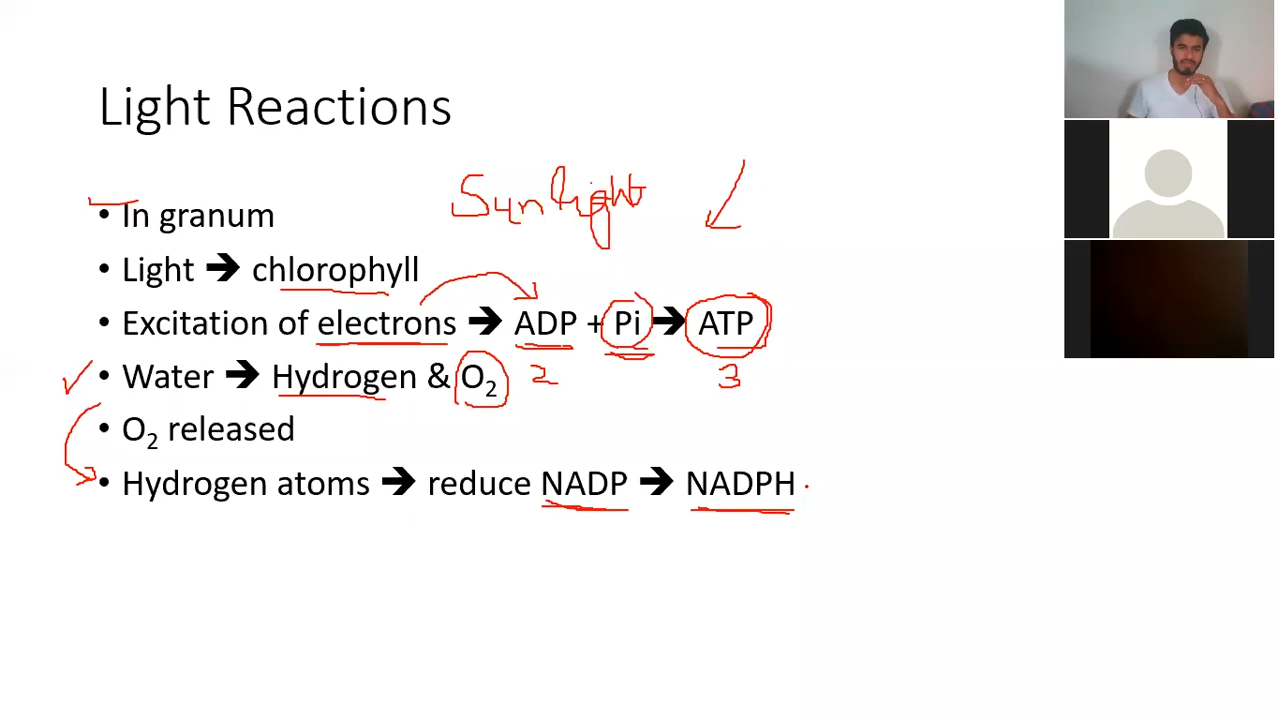 Light Reactions
Sunlight
• In granum
• Light → chlorophyll
• Excitation of electrons → ADP + Pi → ATP
2 3
• Water → Hydrogen & O₂
• O₂ released
• Hydrogen atoms → reduce NADP → NADPH